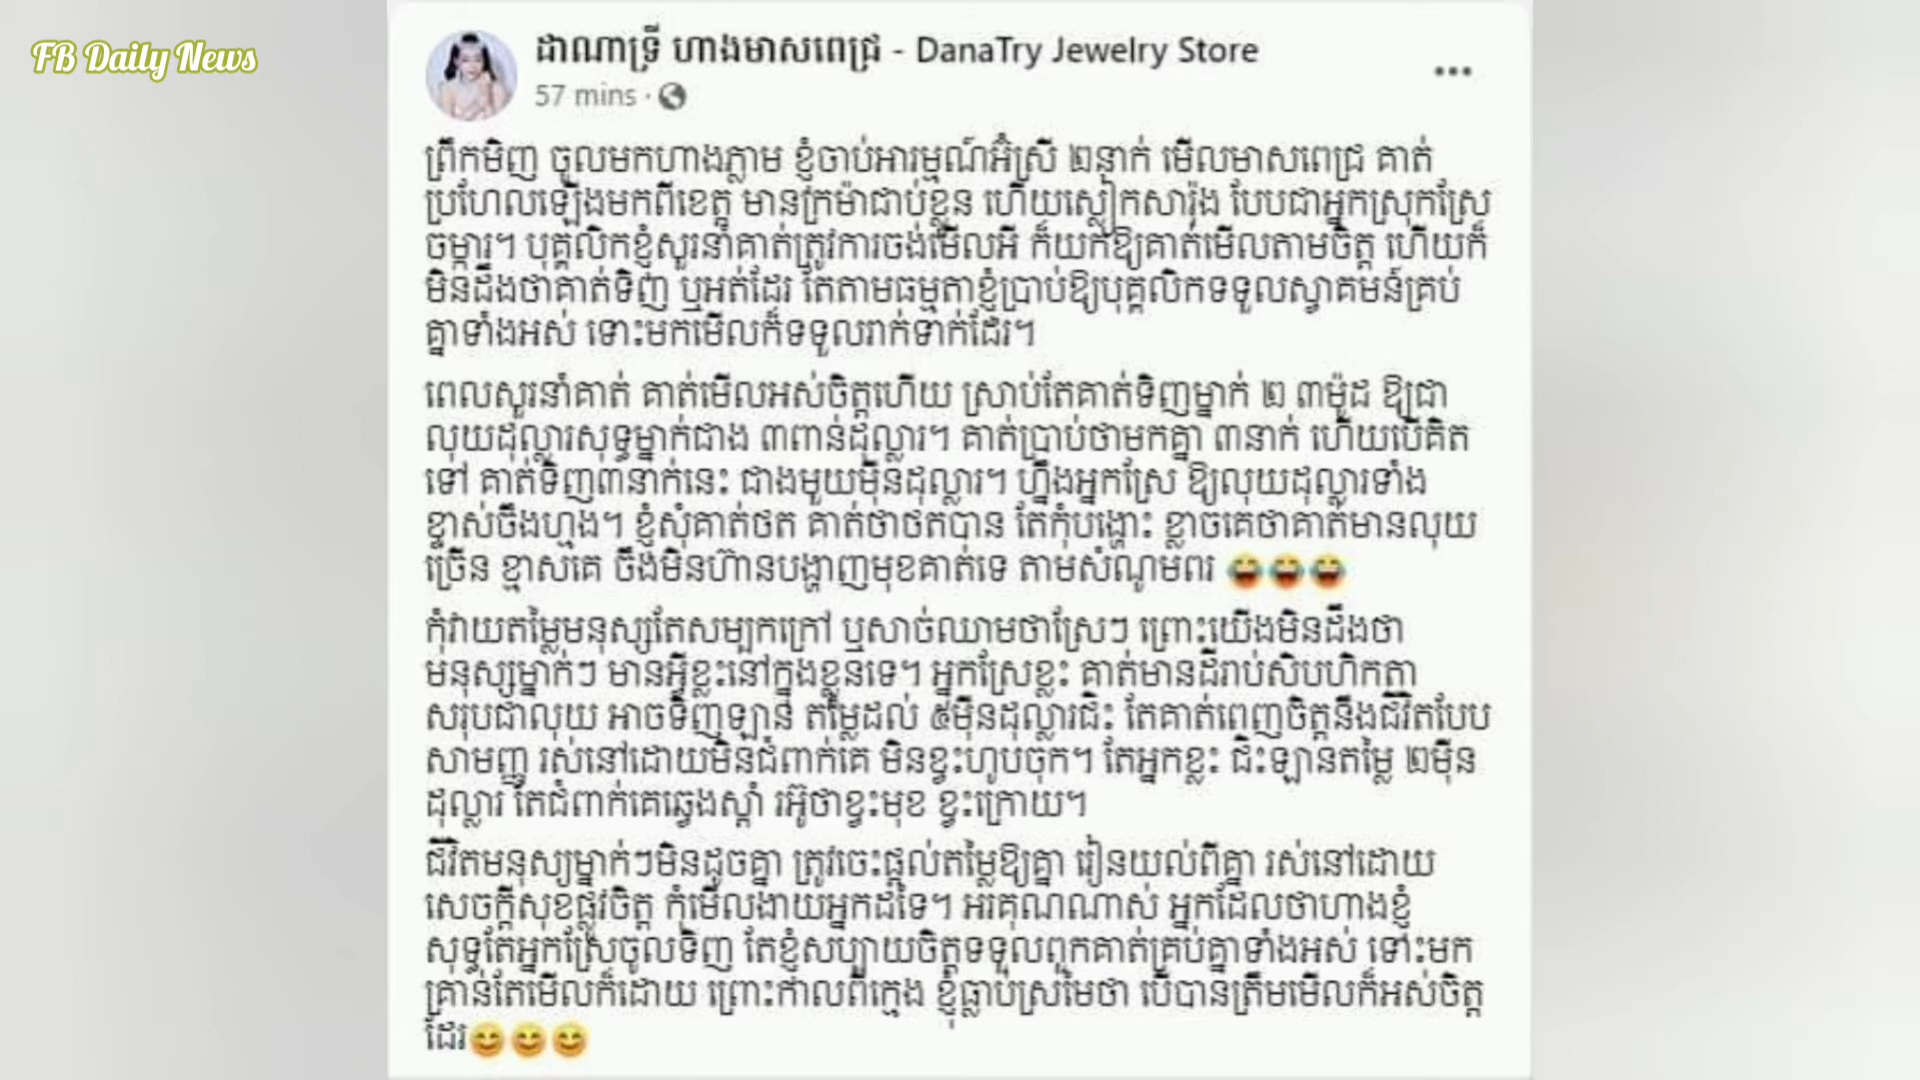 FB Daily News
ដាណាទ្រី ហាងមាសពេជ្រ - DanaTry Jewelry Store
57 mins ·
ព្រឹកមិញ ចូលមកហាងភ្លាម ខ្ញុំចាប់អារម្មណ៍អ៊ំស្រី ២នាក់ មើលមាសពេជ្រ គាត់
ប្រហែលឡើងមកពីខេត្ត មានក្រម៉ាជាប់ខ្លួន ហើយស្លៀកសារ៉ុង បែបជាអ្នកស្រុកស្រែ
ចម្ការ។ បុគ្គលិកខ្ញុំសួរនាំគាត់ត្រូវការចង់មើលអី ក៏យកឱ្យគាត់មើលតាមចិត្ត ហើយក៏
មិនដឹងថាគាត់ទិញ ឬអត់ដែរ តែតាមធម្មតាខ្ញុំប្រាប់ឱ្យបុគ្គលិកទទួលស្វាគមន៍គ្រប់
គ្នាទាំងអស់ ទោះមកមើលក៏ទទួលរាក់ទាក់ដែរ។
ពេលសួរនាំគាត់ គាត់មើលអស់ចិត្តហើយ ស្រាប់តែគាត់ទិញម្នាក់ ២ ៣ម៉ូដ ឱ្យជា
លុយដុល្លារសុទ្ធម្នាក់ជាង ៣ពាន់ដុល្លារ។ គាត់ប្រាប់ថាមកគ្នា ៣នាក់ ហើយបើគិត
ទៅ គាត់ទិញ៣នាក់នេះ ជាងមួយម៉ឺនដុល្លារ។ ហ្នឹងអ្នកស្រែ ឱ្យលុយដុល្លារទាំង
ខ្ទាស់ចឹងហ្មង។ ខ្ញុំសុំគាត់ថត គាត់ថាថតបាន តែកុំបង្ហោះ ខ្លាចគេថាគាត់មានលុយ
ច្រើន ខ្មាសគេ ចឹងមិនហ៊ានបង្ហាញមុខគាត់ទេ តាមសំណូមពរ 😂😂😂
កុំវាយតម្លៃមនុស្សតែសម្បកក្រៅ ឬសាច់ឈាមថាស្រែៗ ព្រោះយើងមិនដឹងថា
មនុស្សម្នាក់ៗ មានអ្វីខ្លះនៅក្នុងខ្លួនទេ។ អ្នកស្រែខ្លះ គាត់មានដីរាប់សិបហិកតា
សរុបជាលុយ អាចទិញឡាន តម្លៃដល់ ៥ម៉ឺនដុល្លារជិះ តែគាត់ពេញចិត្តនឹងជីវិតបែប
សាមញ្ញ រស់នៅដោយមិនជំពាក់គេ មិនខ្វះហូបចុក។ តែអ្នកខ្លះ ជិះឡានតម្លៃ ២ម៉ឺន
ដុល្លារ តែជំពាក់គេឆ្វេងស្តាំ រអ៊ូថាខ្វះមុខ ខ្វះក្រោយ។
ជីវិតមនុស្យម្នាក់ៗមិនដូចគ្នា ត្រូវចេះផ្តល់តម្លៃឱ្យគ្នា រៀនយល់ពីគ្នា រស់នៅដោយ
សេចក្តីសុខផ្លូវចិត្ត កុំមើលងាយអ្នកដទៃ។ អរគុណណាស់ អ្នកដែលថាហាងខ្ញុំ
សុទ្ធតែអ្នកស្រែចូលទិញ តែខ្ញុំសប្បាយចិត្តទទួលពួកគាត់គ្រប់គ្នាទាំងអស់ ទោះមក
គ្រាន់តែមើលក៏ដោយ ព្រោះកាលពីក្មេង ខ្ញុំធ្លាប់ស្រមៃថា បើបានត្រឹមមើលក៏អស់ចិត្ត
ដែរ😊😊😊